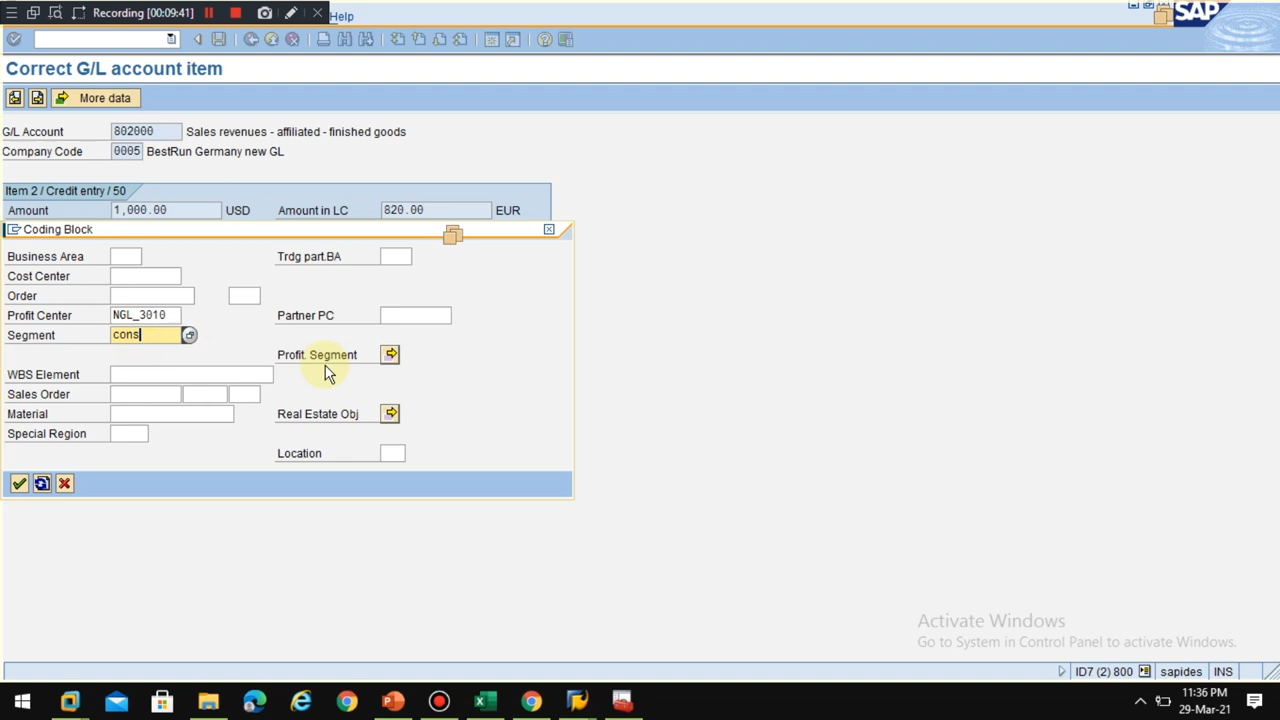 Recording [00:09:41]
Help
SAP
Correct G/L account item
More data
G/L Account 802000 Sales revenues - affiliated - finished goods
Company Code 0005 BestRun Germany new GL
Item 2 / Credit entry / 50
Amount 1,000.00 USD Amount in LC 820.00 EUR
Coding Block
Business Area Trdg part.BA
Cost Center
Order
Profit Center NGL_3010 Partner PC
Segment cons
Profit. Segment
WBS Element
Sales Order
Material Real Estate Obj
Special Region
Location
Activate Windows
Go to System in Control Panel to activate Windows.
ID7 (2) 800 sapides INS
11:36 PM
29-Mar-21